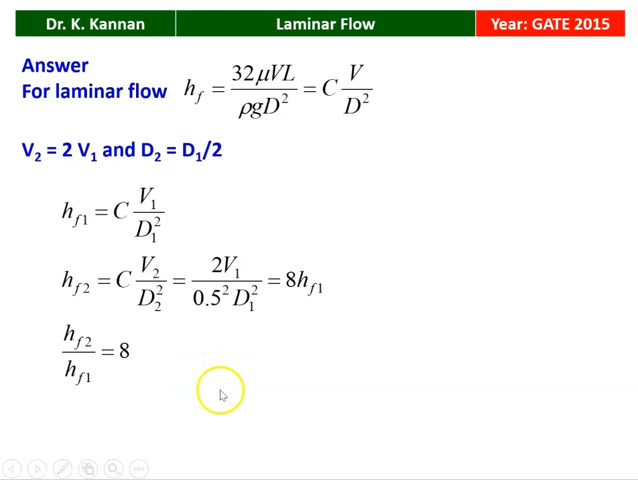 Dr. K. Kannan Laminar Flow Year: GATE 2015
Answer
For laminar flow h_f = 32μVL / ρgD² = C V / D²
V₂ = 2 V₁ and D₂ = D₁/2
h_f1 = C V₁ / D₁²
h_f2 = C V₂ / D₂² = 2V₁ / 0.5² D₁² = 8h_f1
h_f2 / h_f1 = 8